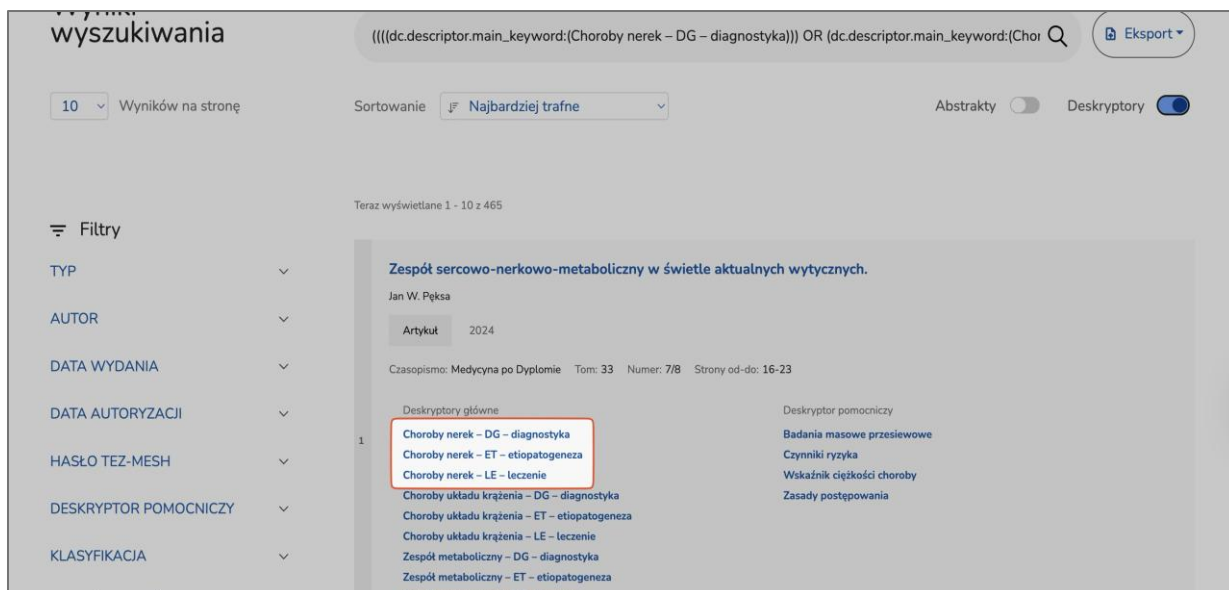 wyszukiwania
((((dc.descriptor.main_keyword:(Choroby nerek – DG – diagnostyka))) OR (dc.descriptor.main_keyword:(Chor
Eksport
10 Wyników na stronę
Sortowanie Najbardziej trafne
Abstrakty Deskryptory
Teraz wyświetlane 1 - 10 z 465
Filtry
TYP
AUTOR
DATA WYDANIA
DATA AUTORYZACJI
HASŁO TEZ-MESH
DESKRYPTOR POMOCNICZY
KLASYFIKACJA
1
Zespół sercowo-nerkowo-metaboliczny w świetle aktualnych wytycznych.
Jan W. Pęksa
Artykuł 2024
Czasopismo: Medycyna po Dyplomie Tom: 33 Numer: 7/8 Strony od-do: 16-23
Deskryptory główne
Choroby nerek – DG – diagnostyka
Choroby nerek – ET – etiopatogeneza
Choroby nerek – LE – leczenie
Choroby układu krążenia – DG – diagnostyka
Choroby układu krążenia – ET – etiopatogeneza
Choroby układu krążenia – LE – leczenie
Zespół metaboliczny – DG – diagnostyka
Zespół metaboliczny – ET – etiopatogeneza
Deskryptor pomocniczy
Badania masowe przesiewowe
Czynniki ryzyka
Wskaźnik ciężkości choroby
Zasady postępowania